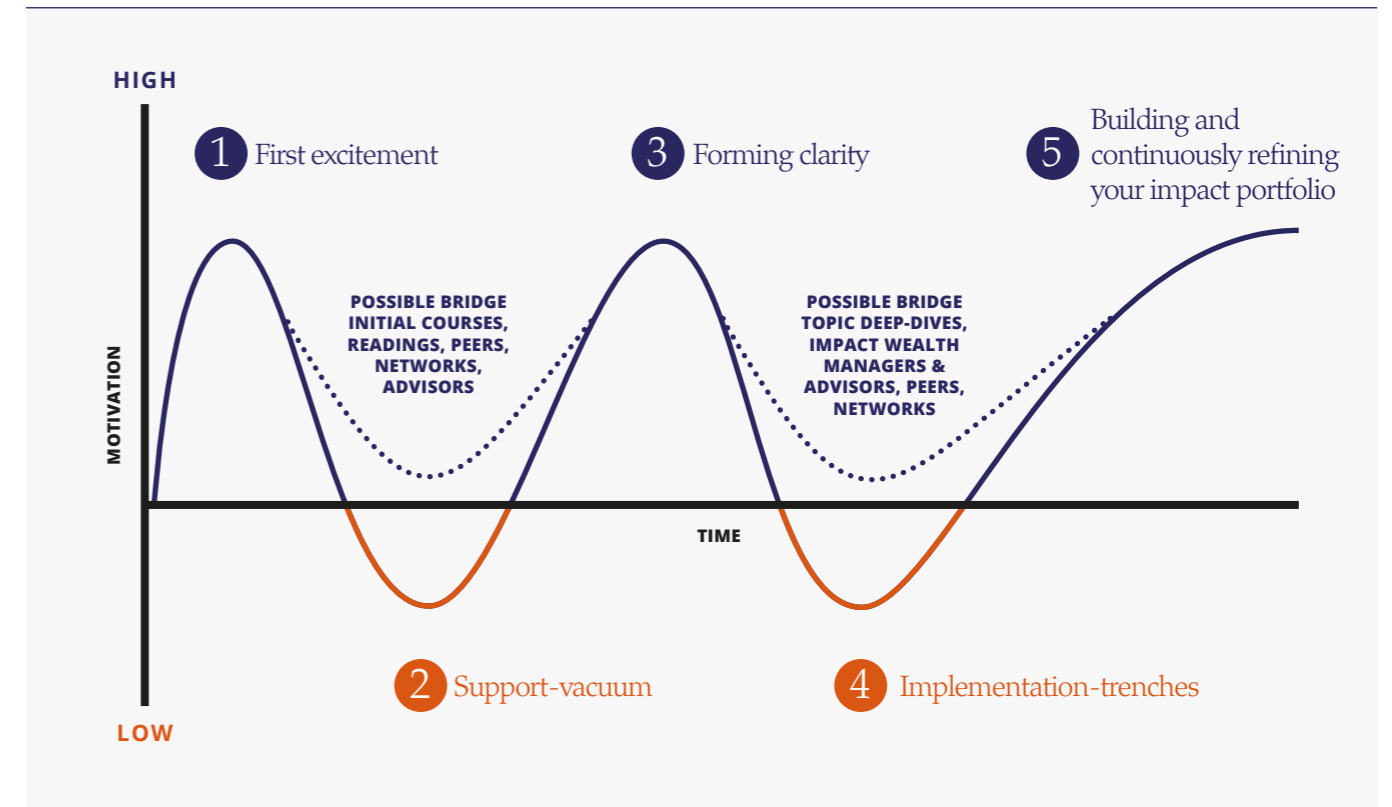 HIGH
1 First excitement
3 Forming clarity
5 Building and
continuously refining
your impact portfolio
POSSIBLE BRIDGE
INITIAL COURSES,
READINGS, PEERS,
NETWORKS,
ADVISORS
POSSIBLE BRIDGE
TOPIC DEEP-DIVES,
IMPACT WEALTH
MANAGERS &
ADVISORS, PEERS,
NETWORKS
MOTIVATION
TIME
2 Support-vacuum
4 Implementation-trenches
LOW